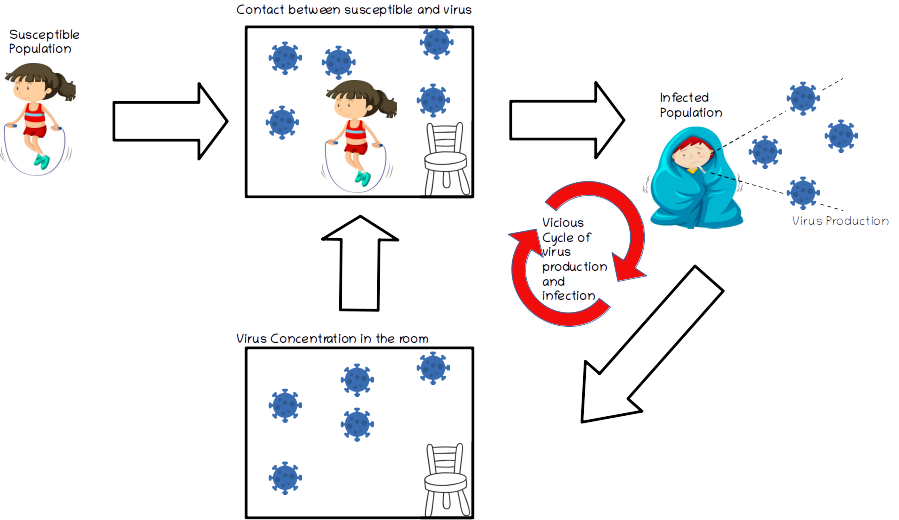 Contact between susceptible and virus
Susceptible
Population
Infected
Population
Virus Production
Vicious
Cycle of
virus
production
and
infection
Virus Concentration in the room